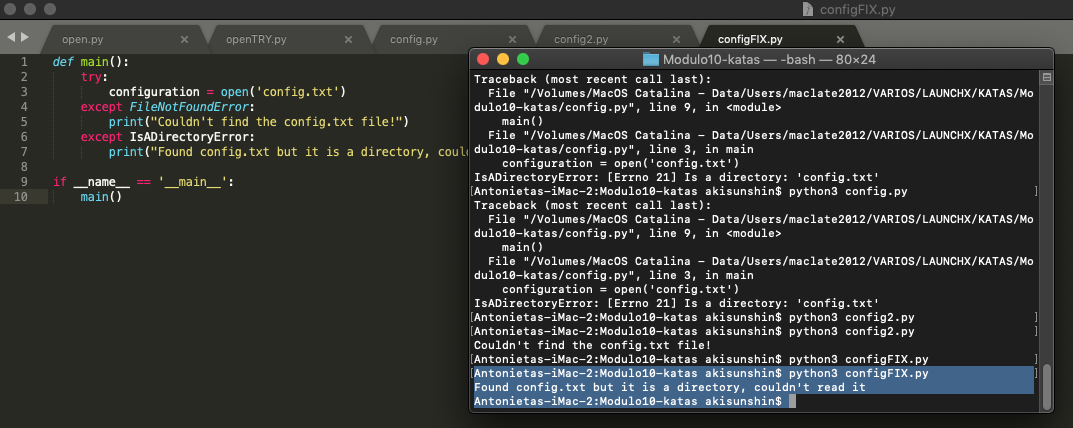 configFIX.py
open.py
openTRY.py
config.py
config2.py
configFIX.py
1 def main():
2 try:
3 configuration = open('config.txt')
4 except FileNotFoundError:
5 print("Couldn't find the config.txt file!")
6 except IsADirectoryError:
7 print("Found config.txt but it is a directory, coul
8
9 if __name__ == '__main__':
10 main()
Modulo10-katas — -bash — 80×24
Traceback (most recent call last):
File "/Volumes/MacOS Catalina - Data/Users/maclate2012/VARIOS/LAUNCHX/KATAS/Mo
dulo10-katas/config.py", line 9, in <module>
main()
File "/Volumes/MacOS Catalina - Data/Users/maclate2012/VARIOS/LAUNCHX/KATAS/Mo
dulo10-katas/config.py", line 3, in main
configuration = open('config.txt')
IsADirectoryError: [Errno 21] Is a directory: 'config.txt'
[Antonietas-iMac-2:Modulo10-katas akisunshin$ python3 config.py ]
Traceback (most recent call last):
File "/Volumes/MacOS Catalina - Data/Users/maclate2012/VARIOS/LAUNCHX/KATAS/Mo
dulo10-katas/config.py", line 9, in <module>
main()
File "/Volumes/MacOS Catalina - Data/Users/maclate2012/VARIOS/LAUNCHX/KATAS/Mo
dulo10-katas/config.py", line 3, in main
configuration = open('config.txt')
IsADirectoryError: [Errno 21] Is a directory: 'config.txt'
[Antonietas-iMac-2:Modulo10-katas akisunshin$ python3 config2.py ]
[Antonietas-iMac-2:Modulo10-katas akisunshin$ python3 config2.py ]
Couldn't find the config.txt file!
[Antonietas-iMac-2:Modulo10-katas akisunshin$ python3 configFIX.py ]
[Antonietas-iMac-2:Modulo10-katas akisunshin$ python3 configFIX.py ]
Found config.txt but it is a directory, couldn't read it
Antonietas-iMac-2:Modulo10-katas akisunshin$